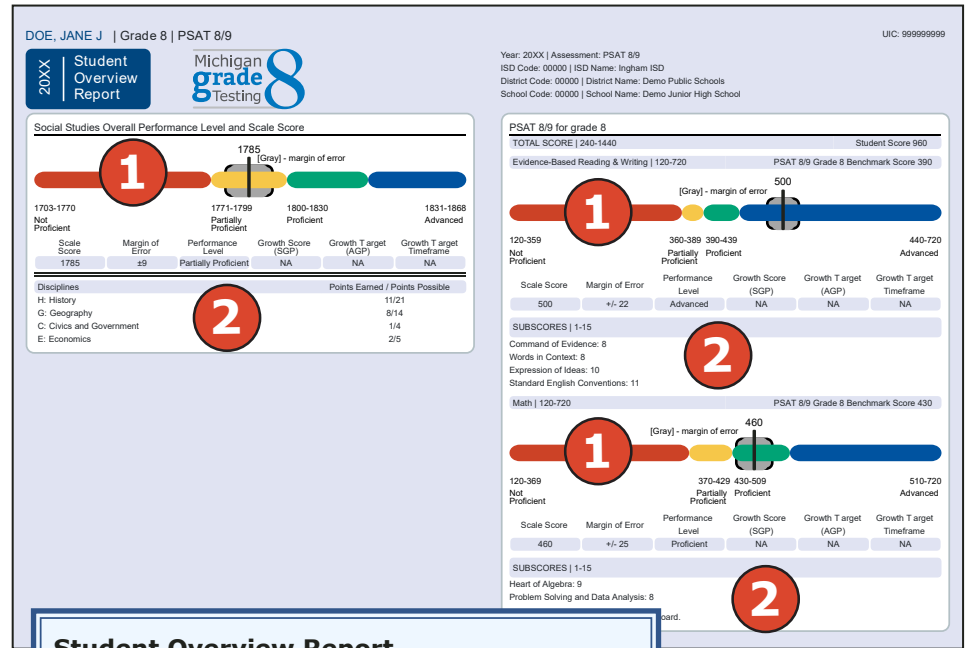 DOE, JANE J | Grade 8 | PSAT 8/9
UIC: 999999999
20XX
Student
Overview
Report
Michigan
grade 8
Testing
Year: 20XX | Assessment: PSAT 8/9
ISD Code: 00000 | ISD Name: Ingham ISD
District Code: 00000 | District Name: Demo Public Schools
School Code: 00000 | School Name: Demo Junior High School
Social Studies Overall Performance Level and Scale Score
1785
[Gray] - margin of error
1
1703-1770 1771-1799 1800-1830 1831-1868
Not Proficient Partially Proficient Proficient Advanced
Scale Score Margin of Error Performance Level Growth Score (SGP) Growth T arget (AGP) Growth T arget Timeframe
1785 ±9 Partially Proficient NA NA NA
Disciplines Points Earned / Points Possible
H: History 11/21
G: Geography 8/14
C: Civics and Government 1/4
E: Economics 2/5
2
PSAT 8/9 for grade 8
TOTAL SCORE | 240-1440 Student Score 960
Evidence-Based Reading & Writing | 120-720 PSAT 8/9 Grade 8 Benchmark Score 390
500
[Gray] - margin of error
1
120-359 360-389 390-439 440-720
Not Proficient Partially Proficient Proficient Advanced
Scale Score Margin of Error Performance Level Growth Score (SGP) Growth T arget (AGP) Growth T arget Timeframe
500 +/- 22 Advanced NA NA NA
SUBSCORES | 1-15
Command of Evidence: 8
Words in Context: 8
Expression of Ideas: 10
Standard English Conventions: 11
2
Math | 120-720 PSAT 8/9 Grade 8 Benchmark Score 430
460
[Gray] - margin of error
1
120-369 370-429 430-509 510-720
Not Proficient Partially Proficient Proficient Advanced
Scale Score Margin of Error Performance Level Growth Score (SGP) Growth T arget (AGP) Growth T arget Timeframe
460 +/- 25 Proficient NA NA NA
SUBSCORES | 1-15
Heart of Algebra: 9
Problem Solving and Data Analysis: 8
2
oard.
Student Overview Report